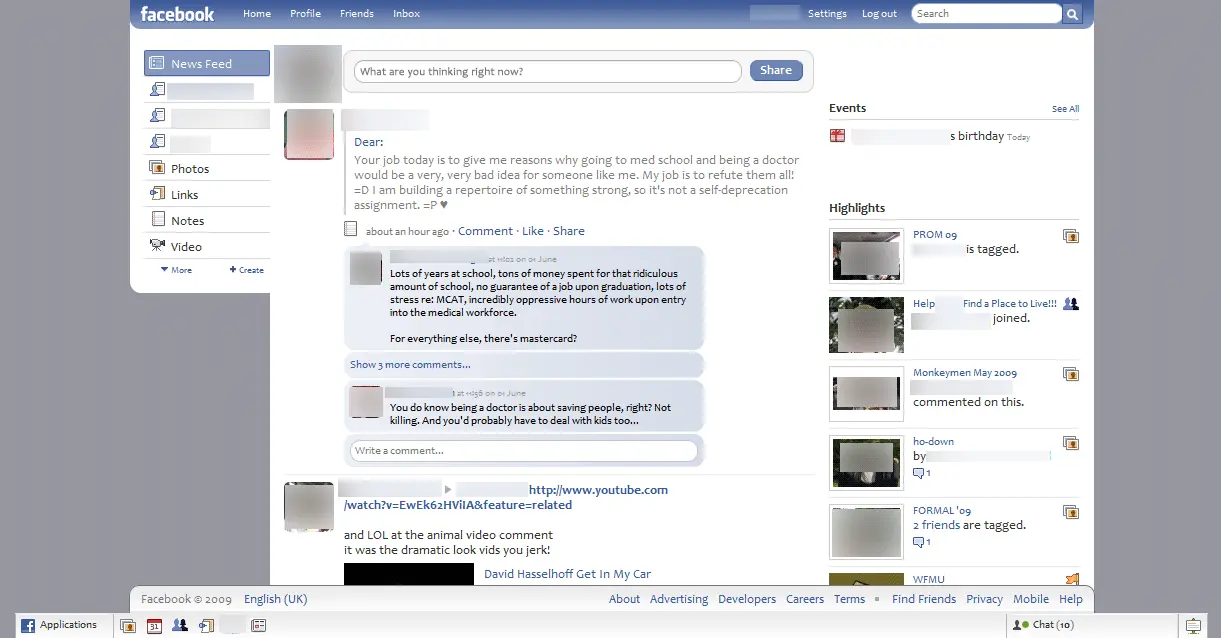 facebook Home Profile Friends Inbox Settings Log out Search
News Feed
Photos
Links
Notes
Video
More Create
What are you thinking right now? Share
Dear:
Your job today is to give me reasons why going to med school and being a doctor
would be a very, very bad idea for someone like me. My job is to refute them all!
=D I am building a repertoire of something strong, so it's not a self-deprecation
assignment. =P ♥
about an hour ago · Comment · Like · Share
on 01 June
Lots of years at school, tons of money spent for that ridiculous
amount of school, no guarantee of a job upon graduation, lots of
stress re: MCAT, incredibly oppressive hours of work upon entry
into the medical workforce.
For everything else, there's mastercard?
Show 3 more comments...
on 01 June
You do know being a doctor is about saving people, right? Not
killing. And you'd probably have to deal with kids too...
Write a comment...
http://www.youtube.com
/watch?v=EwEk62HViIA&feature=related
and LOL at the animal video comment
it was the dramatic look vids you jerk!
David Hasselhoff Get In My Car
Events See All
s birthday Today
Highlights
PROM 09
is tagged.
Help Find a Place to Live!!!
joined.
Monkeymen May 2009
commented on this.
ho-down
by
1
FORMAL '09
2 friends are tagged.
1
WFMU
Facebook © 2009 English (UK) About Advertising Developers Careers Terms ▪ Find Friends Privacy Mobile Help
Applications 31 Chat (10)